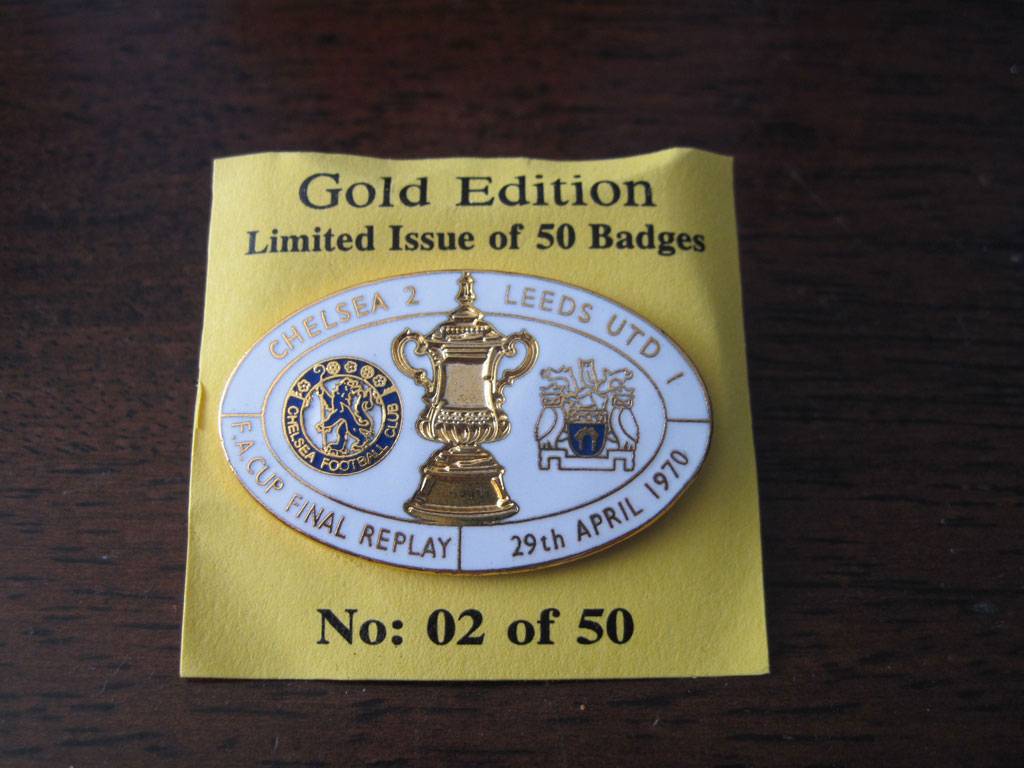 Gold Edition
Limited Issue of 50 Badges
CHELSEA 2
LEEDS UTD 1
CHELSEA FOOTBALL CLUB
F.A.CUP FINAL REPLAY
29th APRIL 1970
No: 02 of 50